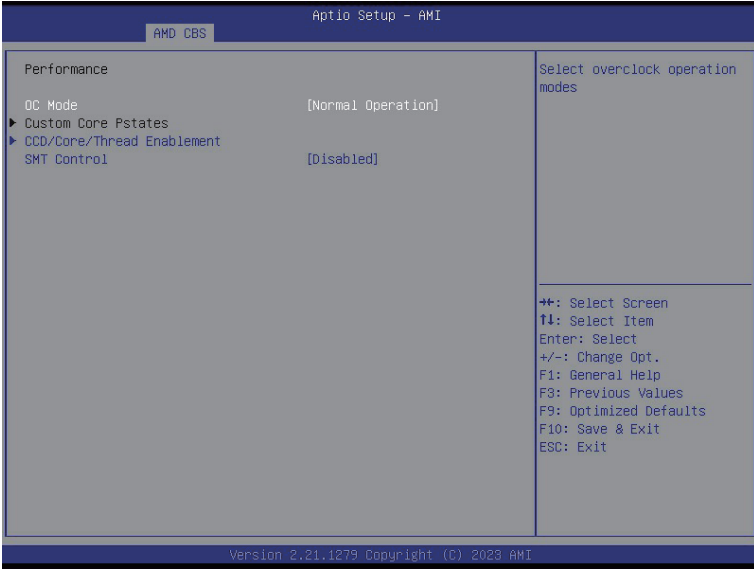 Aptio Setup – AMI
AMD CBS
Performance
OC Mode [Normal Operation]
Custom Core Pstates
CCD/Core/Thread Enablement
SMT Control [Disabled]
Select overclock operation
modes
→←: Select Screen
↑↓: Select Item
Enter: Select
+/-: Change Opt.
F1: General Help
F3: Previous Values
F9: Optimized Defaults
F10: Save & Exit
ESC: Exit
Version 2.21.1279 Copyright (C) 2023 AMI